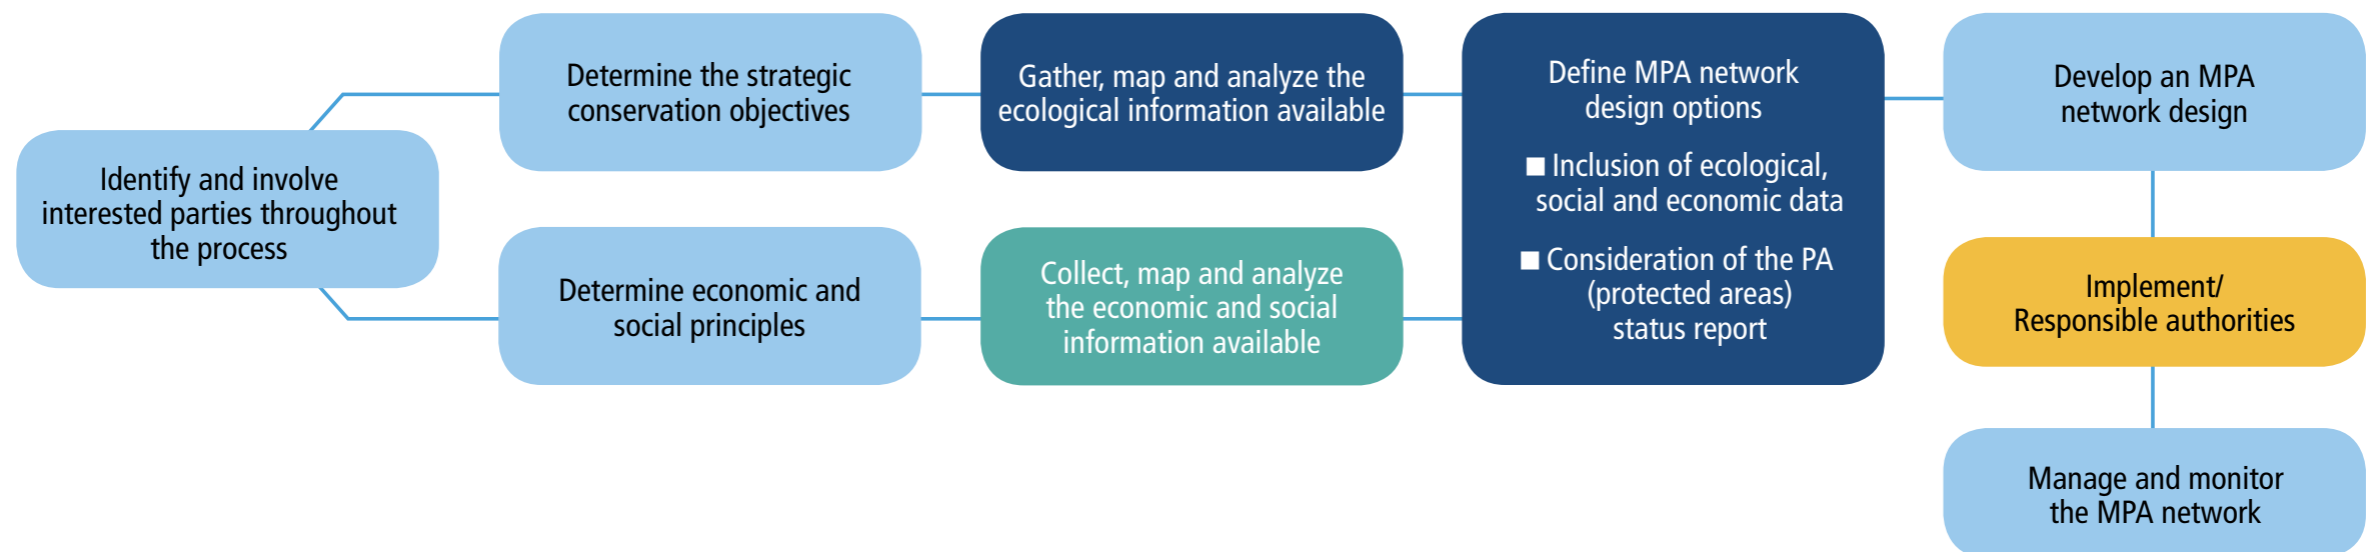 Identify and involve
interested parties throughout
the process
Determine the strategic
conservation objectives
Determine economic and
social principles
Gather, map and analyze the
ecological information available
Collect, map and analyze
the economic and social
information available
Define MPA network
design options
■ Inclusion of ecological,
social and economic data
■ Consideration of the PA
(protected areas)
status report
Develop an MPA
network design
Implement/
Responsible authorities
Manage and monitor
the MPA network